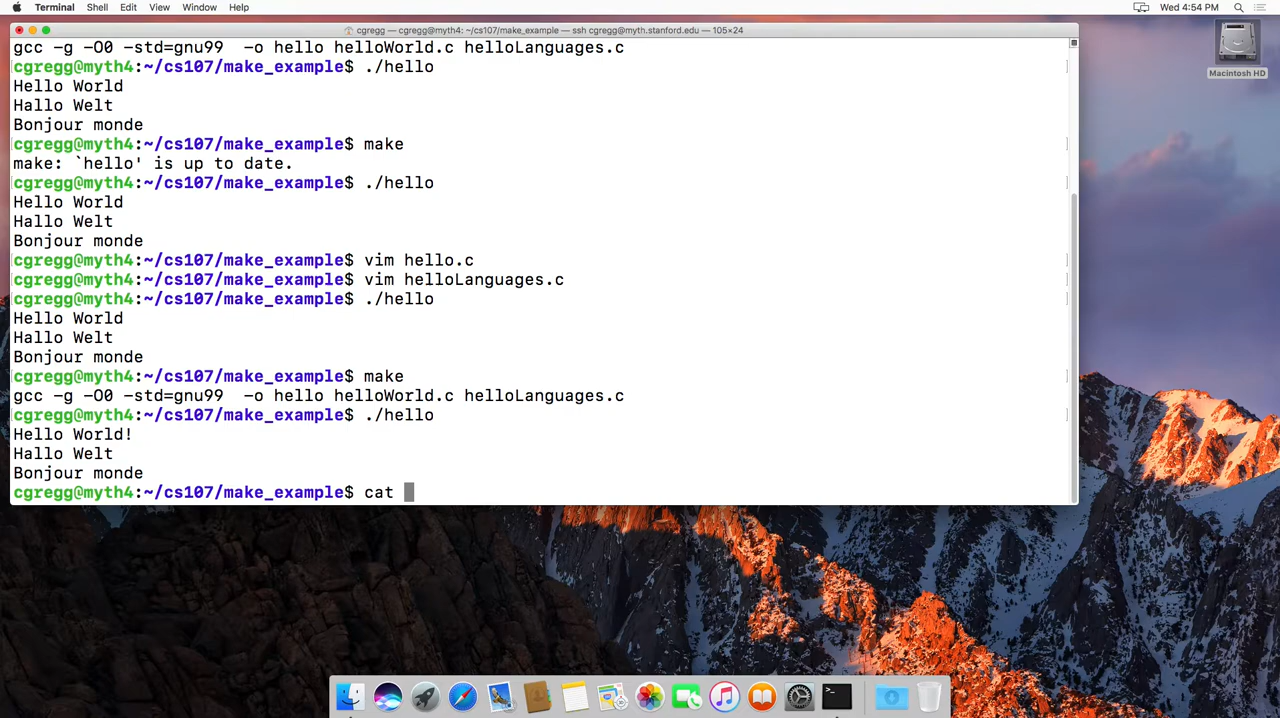 Terminal Shell Edit View Window Help Wed 4:54 PM
cgregg — cgregg@myth4: ~/cs107/make_example — ssh cgregg@myth.stanford.edu — 105×24
Macintosh HD
gcc -g -O0 -std=gnu99  -o hello helloWorld.c helloLanguages.c
cgregg@myth4:~/cs107/make_example$ ./hello
Hello World
Hallo Welt
Bonjour monde
cgregg@myth4:~/cs107/make_example$ make
make: `hello' is up to date.
cgregg@myth4:~/cs107/make_example$ ./hello
Hello World
Hallo Welt
Bonjour monde
cgregg@myth4:~/cs107/make_example$ vim hello.c
cgregg@myth4:~/cs107/make_example$ vim helloLanguages.c
cgregg@myth4:~/cs107/make_example$ ./hello
Hello World
Hallo Welt
Bonjour monde
cgregg@myth4:~/cs107/make_example$ make
gcc -g -O0 -std=gnu99  -o hello helloWorld.c helloLanguages.c
cgregg@myth4:~/cs107/make_example$ ./hello
Hello World!
Hallo Welt
Bonjour monde
cgregg@myth4:~/cs107/make_example$ cat